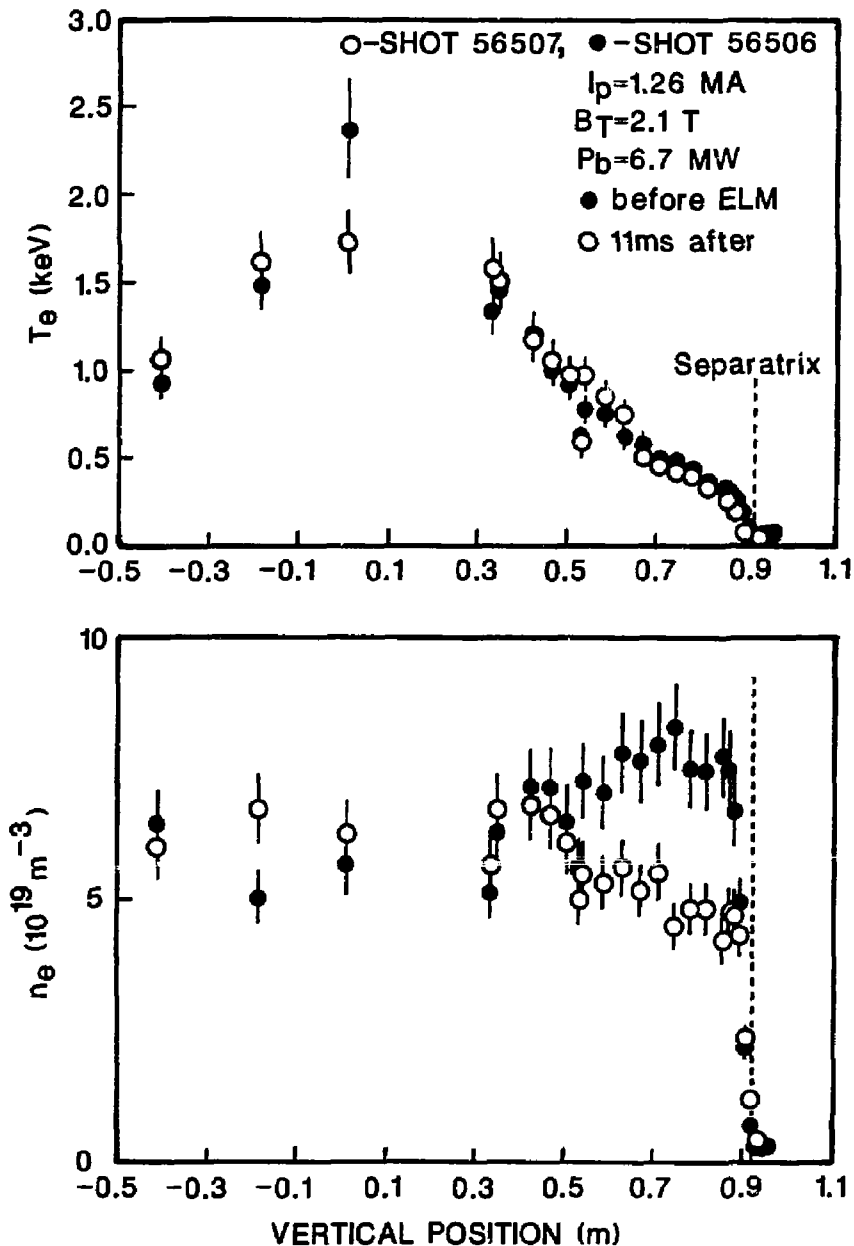 3.0
○-SHOT 56507, ●-SHOT 56506
Ip=1.26 MA
2.5
BT=2.1 T
Pb=6.7 MW
2.0
● before ELM
○ 11ms after
1.5
Te (keV)
1.0
Separatrix
0.5
0.0
-0.5 -0.3 -0.1 0.1 0.3 0.5 0.7 0.9 1.1
10
5
ne (10^19 m^-3)
0
-0.5 -0.3 -0.1 0.1 0.3 0.5 0.7 0.9 1.1
VERTICAL POSITION (m)